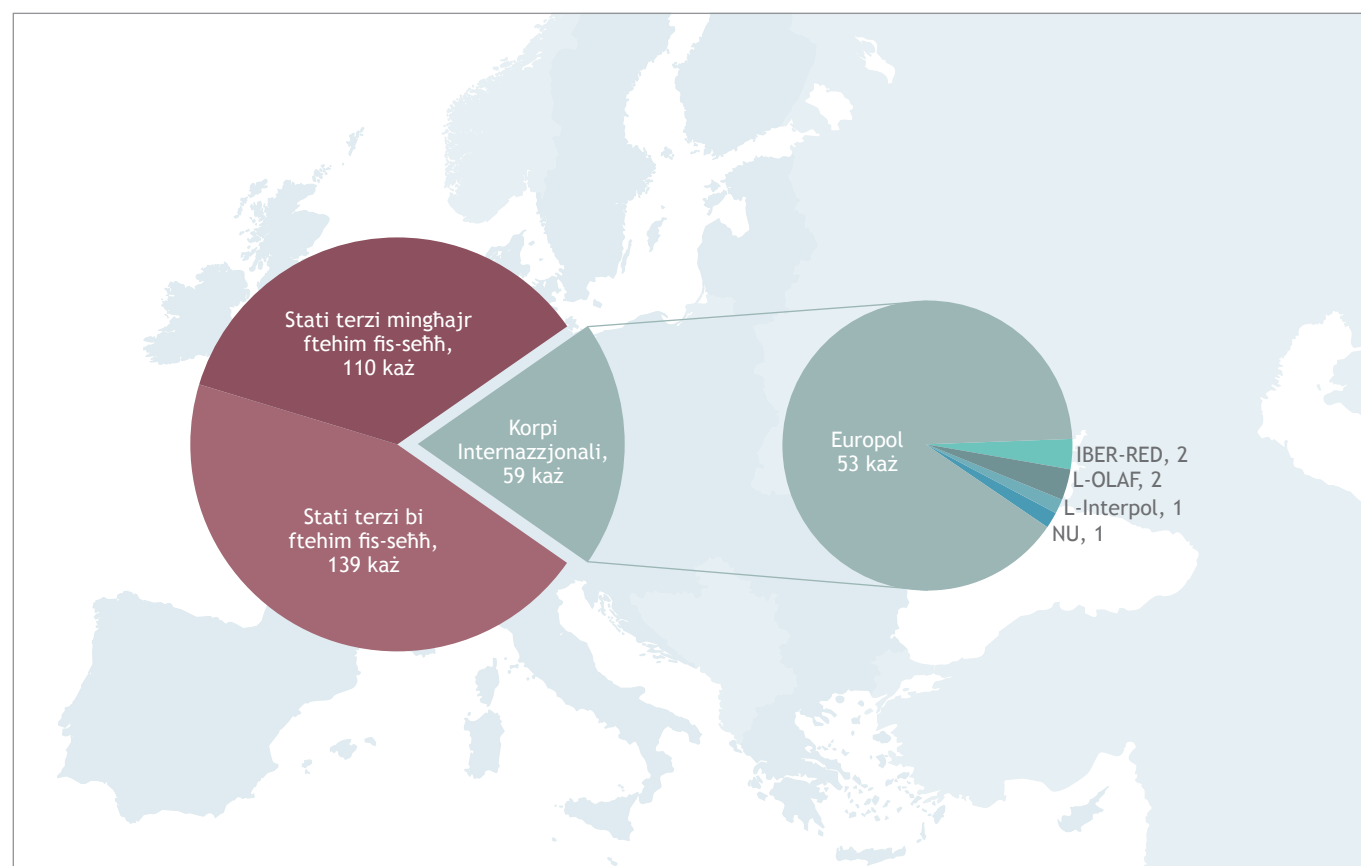 Stati terzi mingħajr
ftehim fis-seħħ,
110 każ
Korpi
Internazzjonali,
59 każ
Stati terzi bi
ftehim fis-seħħ,
139 każ
Europol
53 każ
IBER-RED, 2
L-OLAF, 2
L-Interpol, 1
NU, 1